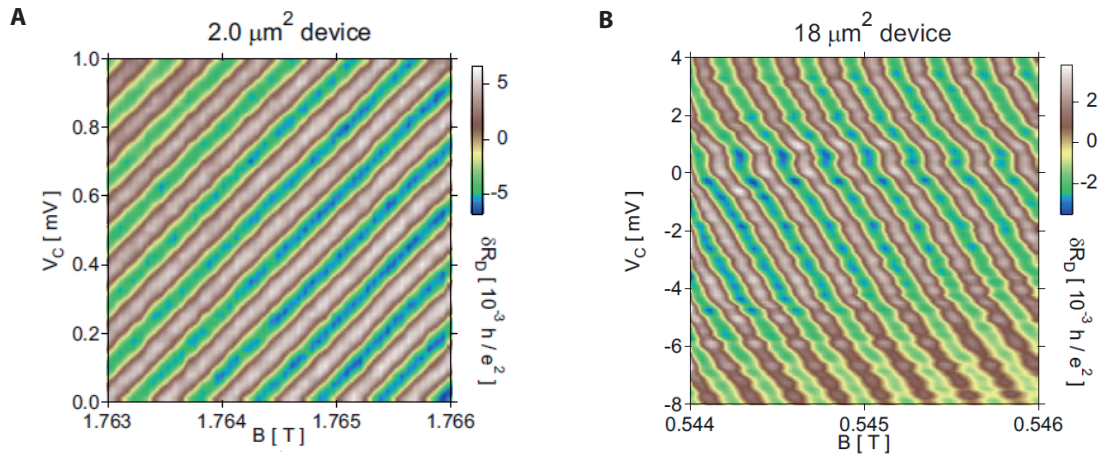 A
2.0 μm² device
1.0
0.8
0.6
0.4
0.2
0.0
V_C [ mV]
1.763
1.764
1.765
1.766
B [ T ]
5
0
-5
δR_D [ 10⁻³ h / e² ]
B
18 μm² device
4
2
0
-2
-4
-6
-8
V_C [ mV]
0.544
0.545
0.546
B [ T ]
2
0
-2
δR_D [ 10⁻³ h / e² ]